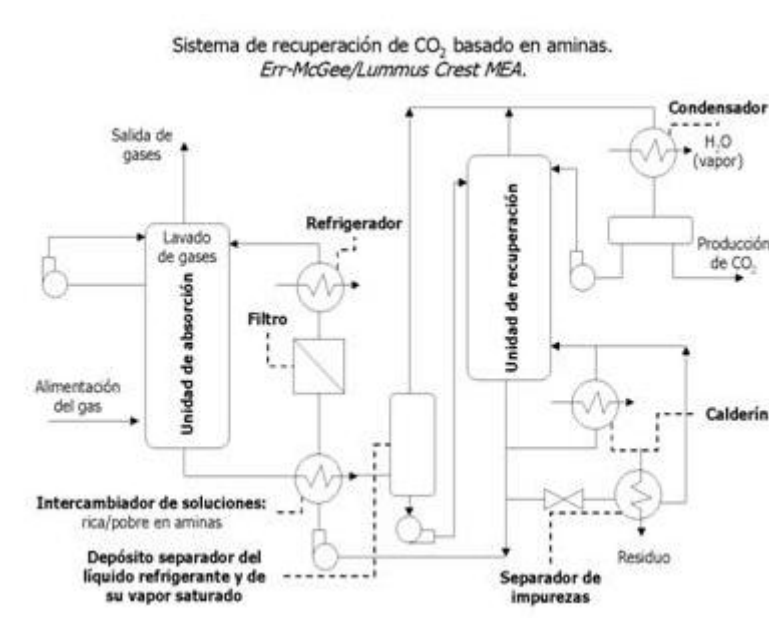 Sistema de recuperación de CO₂ basado en aminas.
Err-McGee/Lummus Crest MEA.
Salida de
gases
Lavado
de gases
Unidad de absorción
Alimentación
del gas
Refrigerador
Filtro
Intercambiador de soluciones:
rica/pobre en aminas
Depósito separador del
líquido refrigerante y de
su vapor saturado
Unidad de recuperación
Condensador
H₂O
(vapor)
Producción
de CO₂
Calderín
Residuo
Separador de
impurezas